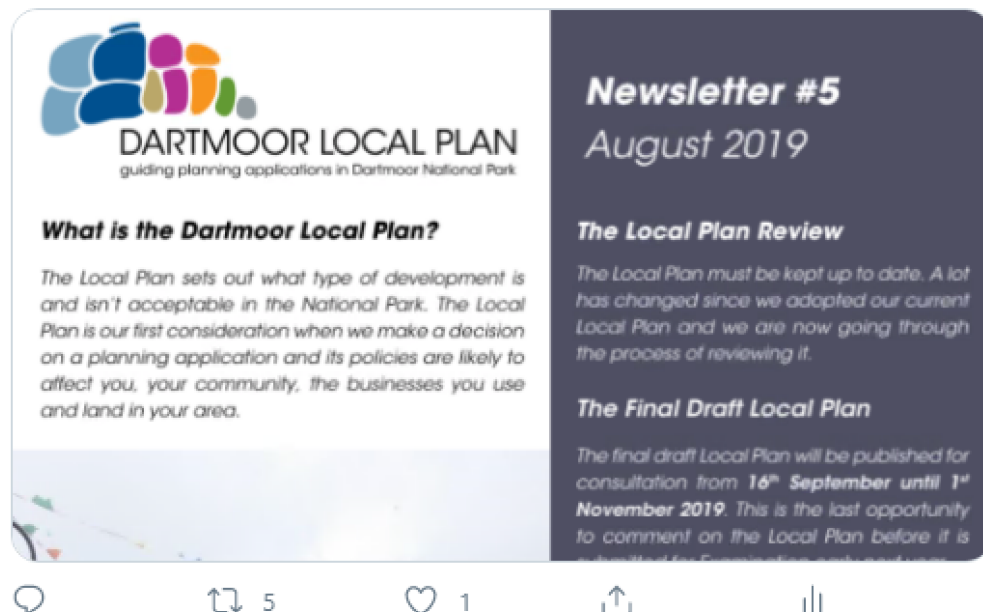 DARTMOOR LOCAL PLAN
guiding planning applications in Dartmoor National Park
What is the Dartmoor Local Plan?
The Local Plan sets out what type of development is
and isn't acceptable in the National Park. The Local
Plan is our first consideration when we make a decision
on a planning application and its policies are likely to
affect you, your community, the businesses you use
and land in your area.
Newsletter #5
August 2019
The Local Plan Review
The Local Plan must be kept up to date. A lot
has changed since we adopted our current
Local Plan and we are now going through
the process of reviewing it.
The Final Draft Local Plan
The final draft Local Plan will be published for
consultation from 16th September until 1st
November 2019. This is the last opportunity
to comment on the Local Plan before it is
submitted for Examination early next year
5
1